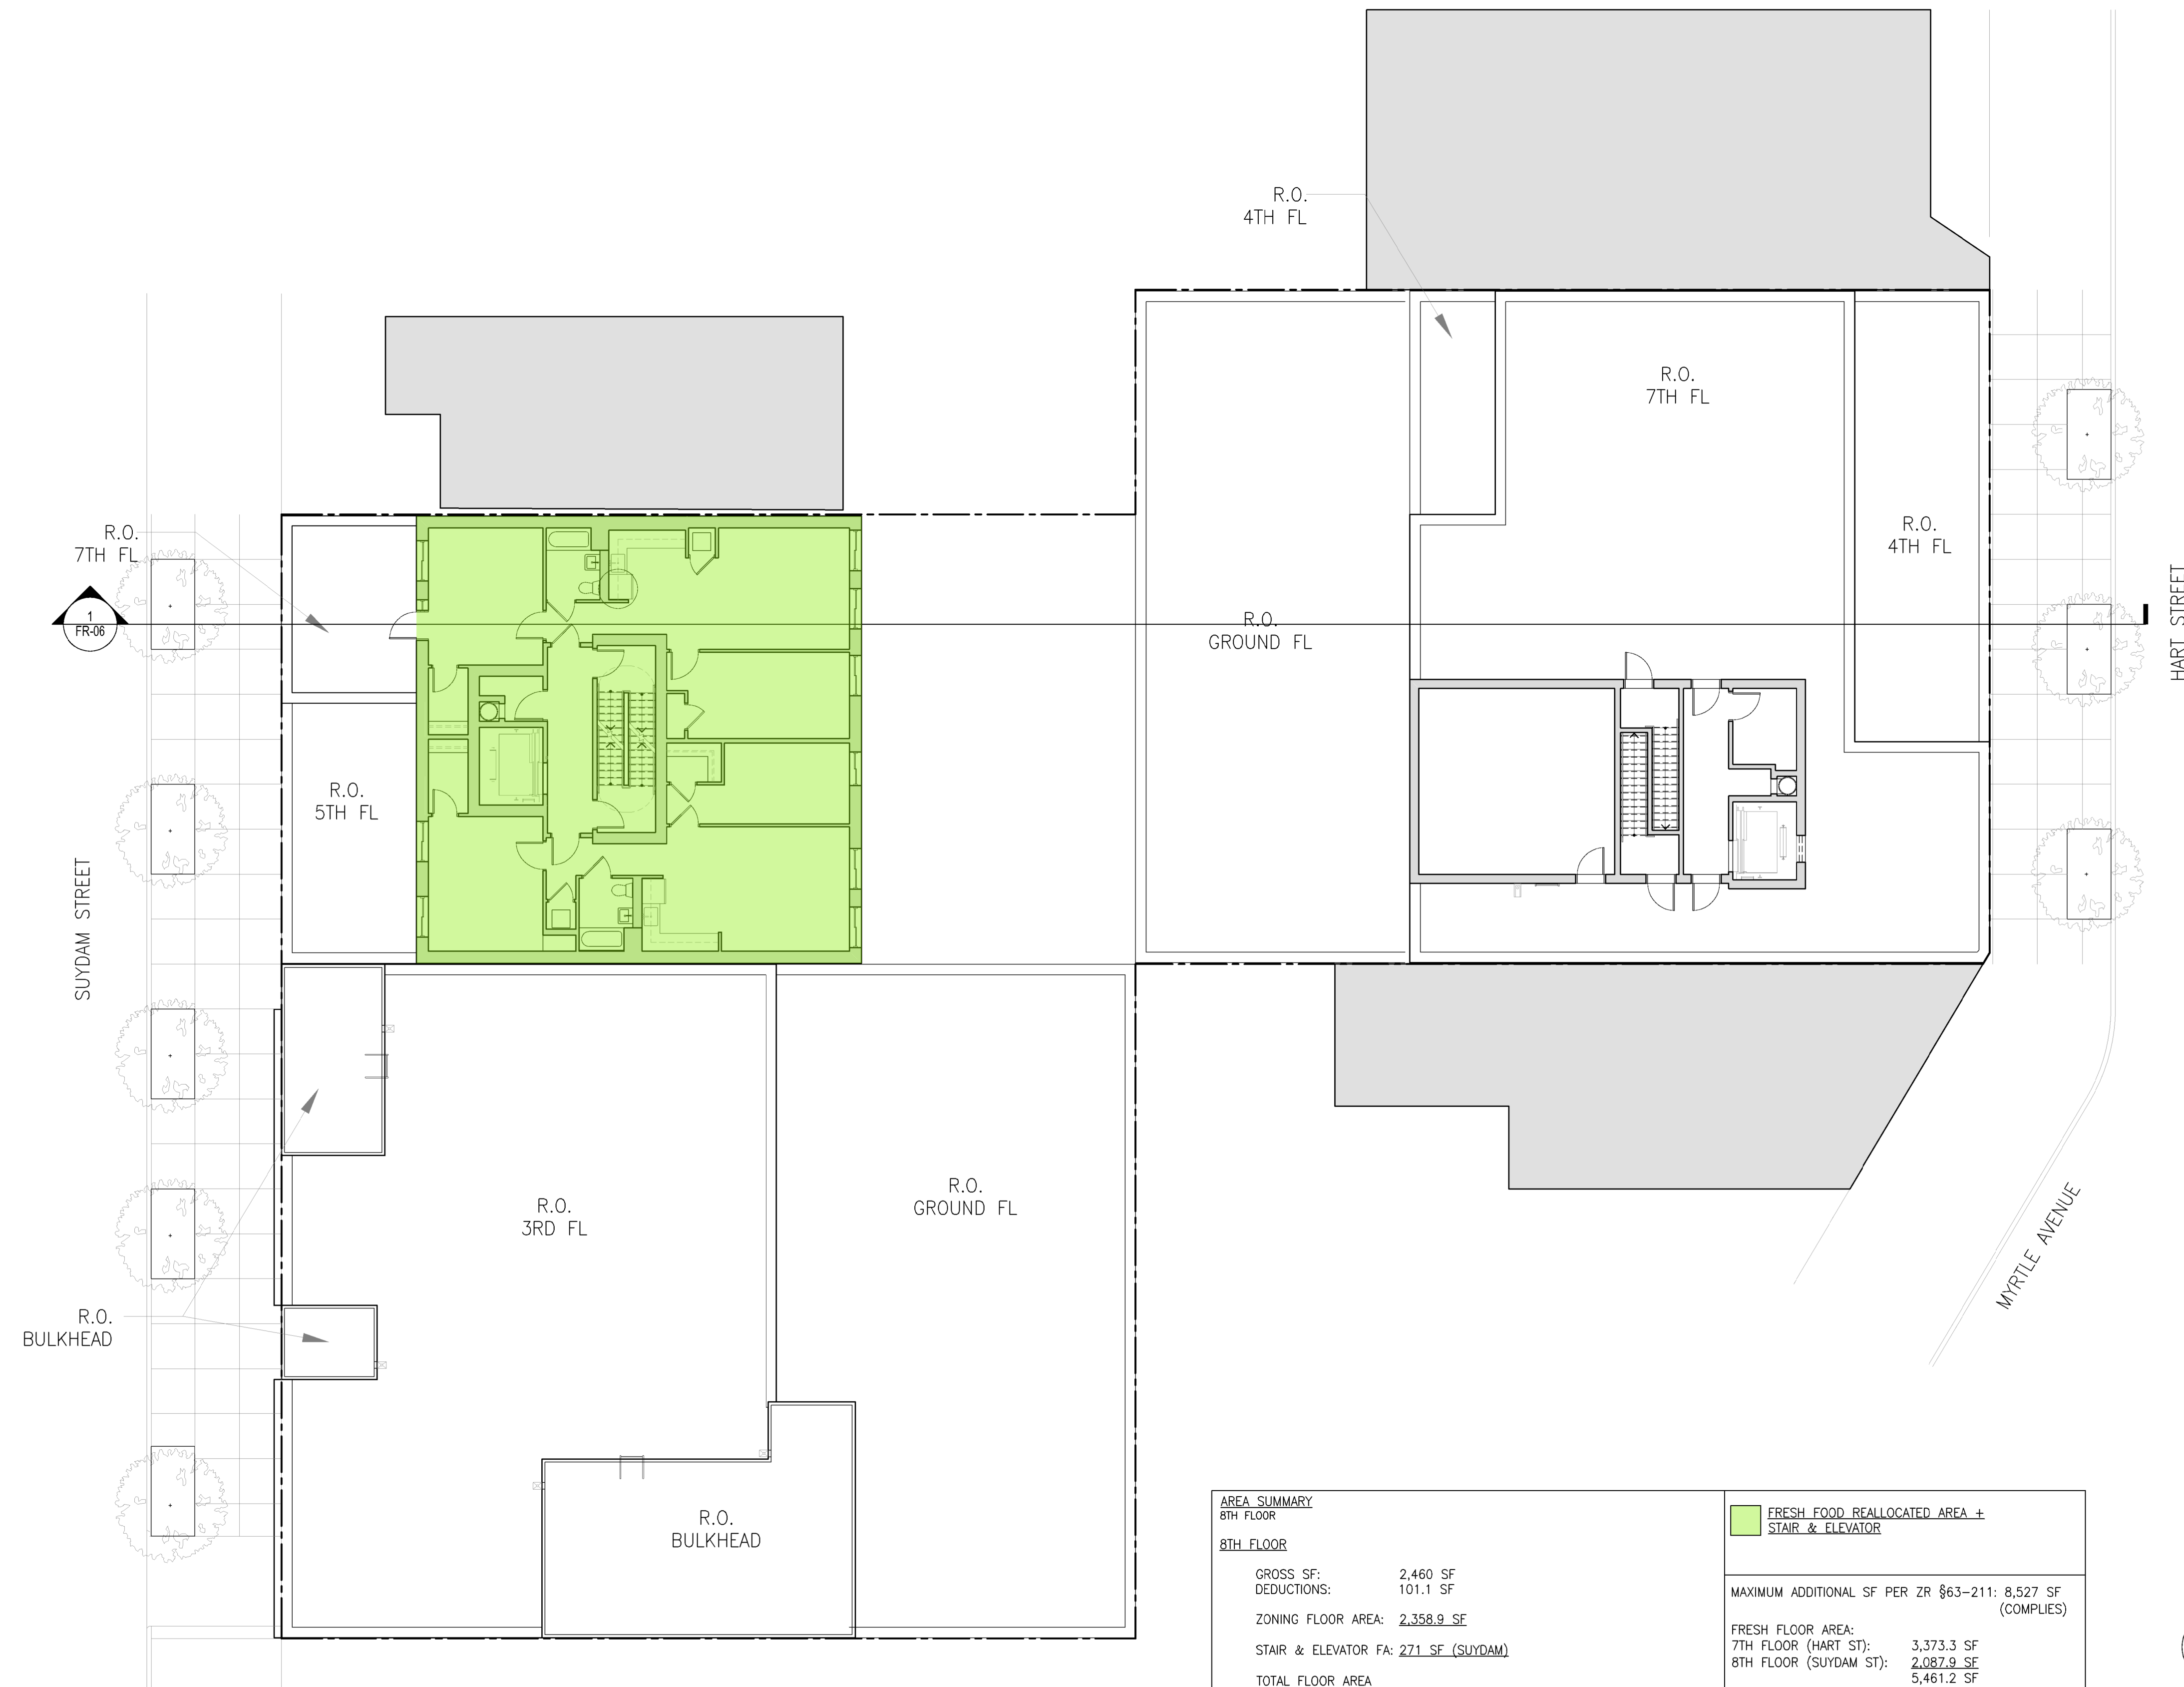 R.O.
4TH FL
R.O.
7TH FL
R.O.
7TH FL
R.O.
4TH FL
HART STREET
1
FR-06
R.O.
GROUND FL
R.O.
5TH FL
SUYDAM STREET
R.O.
3RD FL
R.O.
GROUND FL
MYRTLE AVENUE
R.O.
BULKHEAD
R.O.
BULKHEAD
AREA SUMMARY
8TH FLOOR
8TH FLOOR
GROSS SF: 2,460 SF
DEDUCTIONS: 101.1 SF
ZONING FLOOR AREA: 2,358.9 SF
STAIR & ELEVATOR FA: 271 SF (SUYDAM)
TOTAL FLOOR AREA
FRESH FOOD REALLOCATED AREA +
STAIR & ELEVATOR
MAXIMUM ADDITIONAL SF PER ZR §63-211: 8,527 SF
(COMPLIES)
FRESH FLOOR AREA:
7TH FLOOR (HART ST): 3,373.3 SF
8TH FLOOR (SUYDAM ST): 2,087.9 SF
5,461.2 SF